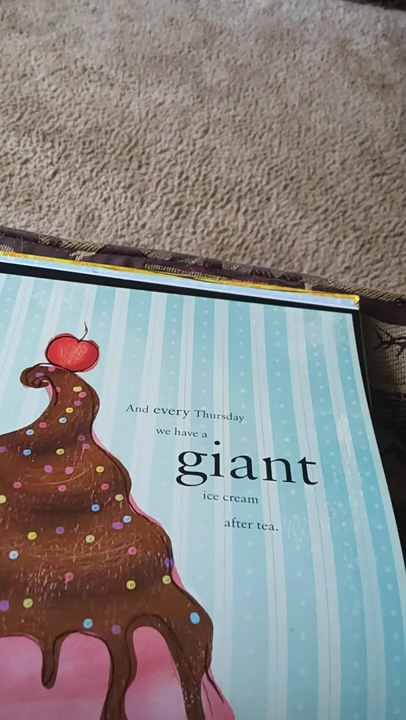 And every Thursday
we have a
giant
ice cream
after tea.